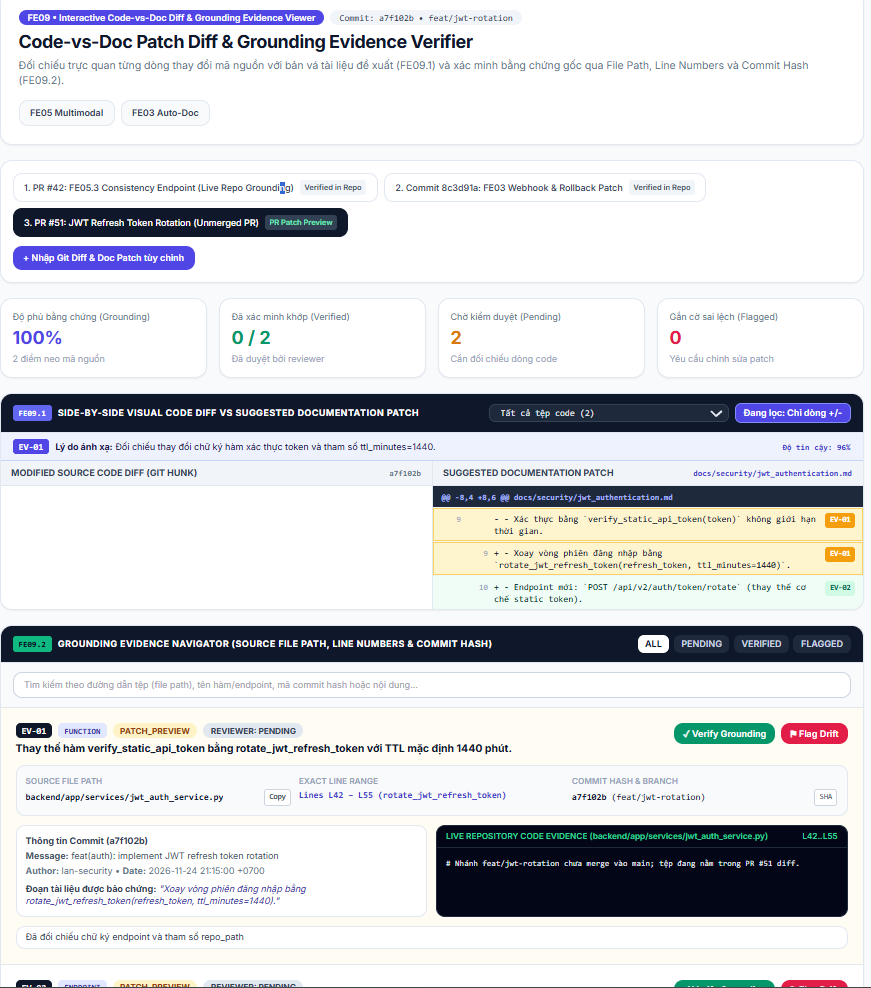 FE09 • Interactive Code-vs-Doc Diff & Grounding Evidence Viewer
Commit: a7f102b • feat/jwt-rotation
Code-vs-Doc Patch Diff & Grounding Evidence Verifier
Đối chiếu trực quan từng dòng thay đổi mã nguồn với bản vá tài liệu đề xuất (FE09.1) và xác minh bằng chứng gốc qua File Path, Line Numbers và Commit Hash
(FE09.2).
FE05 Multimodal
FE03 Auto-Doc
1. PR #42: FE05.3 Consistency Endpoint (Live Repo Grounding)
Verified in Repo
2. Commit 8c3d91a: FE03 Webhook & Rollback Patch
Verified in Repo
3. PR #51: JWT Refresh Token Rotation (Unmerged PR)
PR Patch Preview
+ Nhập Git Diff & Doc Patch tùy chỉnh
Độ phủ bằng chứng (Grounding)
100%
2 điểm neo mã nguồn
Đã xác minh khớp (Verified)
0 / 2
Đã duyệt bởi reviewer
Chờ kiểm duyệt (Pending)
2
Cần đối chiếu dòng code
Gắn cờ sai lệch (Flagged)
0
Yêu cầu chỉnh sửa patch
FE09.1
SIDE-BY-SIDE VISUAL CODE DIFF VS SUGGESTED DOCUMENTATION PATCH
Tất cả tệp code (2)
Đang lọc: Chỉ dòng +/-
EV-01
Lý do ánh xạ: Đối chiếu thay đổi chữ ký hàm xác thực token và tham số ttl_minutes=1440.
Độ tin cậy: 96%
MODIFIED SOURCE CODE DIFF (GIT HUNK)
a7f102b
SUGGESTED DOCUMENTATION PATCH
docs/security/jwt_authentication.md
@@ -8,4 +8,6 @@ docs/security/jwt_authentication.md
9 - - Xác thực bằng `verify_static_api_token(token)` không giới hạn
thời gian.
EV-01
9 + - Xoay vòng phiên đăng nhập bằng
`rotate_jwt_refresh_token(refresh_token, ttl_minutes=1440)`.
EV-01
10 + - Endpoint mới: `POST /api/v2/auth/token/rotate` (thay thế cơ
chế static token).
EV-02
FE09.2
GROUNDING EVIDENCE NAVIGATOR (SOURCE FILE PATH, LINE NUMBERS & COMMIT HASH)
ALL
PENDING
VERIFIED
FLAGGED
Tìm kiếm theo đường dẫn tệp (file path), tên hàm/endpoint, mã commit hash hoặc nội dung...
EV-01
FUNCTION
PATCH_PREVIEW
REVIEWER: PENDING
✓ Verify Grounding
⚑ Flag Drift
Thay thế hàm verify_static_api_token bằng rotate_jwt_refresh_token với TTL mặc định 1440 phút.
SOURCE FILE PATH
backend/app/services/jwt_auth_service.py
Copy
EXACT LINE RANGE
Lines L42 – L55 (rotate_jwt_refresh_token)
COMMIT HASH & BRANCH
a7f102b (feat/jwt-rotation)
SHA
Thông tin Commit (a7f102b)
Message: feat(auth): implement JWT refresh token rotation
Author: lan-security • Date: 2026-11-24 21:15:00 +0700
Đoạn tài liệu được bảo chứng: "Xoay vòng phiên đăng nhập bằng
rotate_jwt_refresh_token(refresh_token, ttl_minutes=1440)."
LIVE REPOSITORY CODE EVIDENCE (backend/app/services/jwt_auth_service.py)
L42..L55
# Nhánh feat/jwt-rotation chưa merge vào main; tệp đang nằm trong PR #51 diff.
Đã đối chiếu chữ ký endpoint và tham số repo_path
ENDPOINT
PATCH_PREVIEW
REVIEWER: PENDING